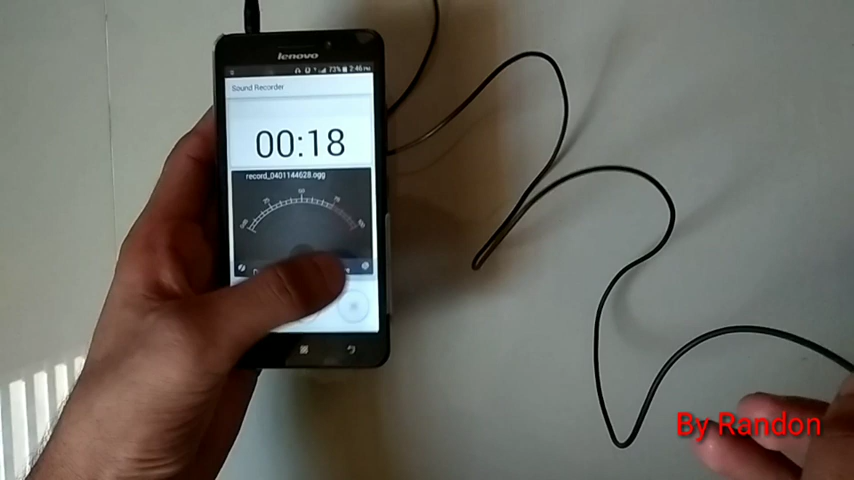 lenovo
73% 2:46 PM
Sound Recorder
00:18
record_0401144628.ogg
By Randon